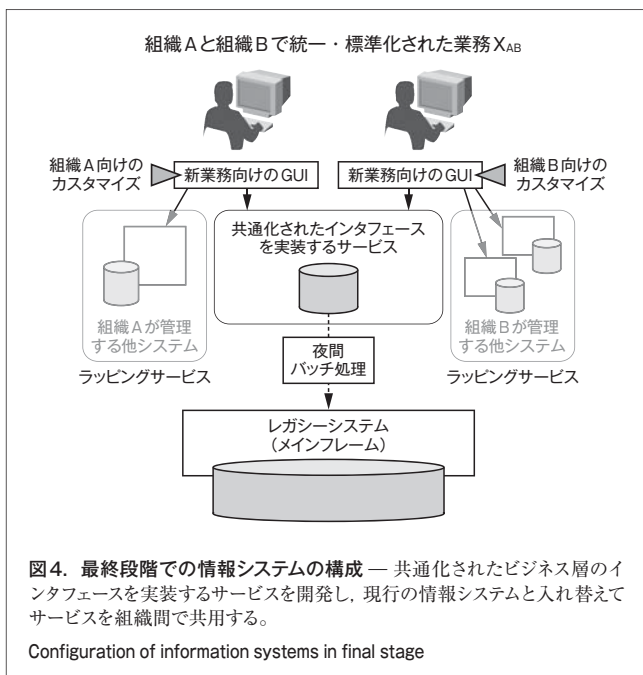 組織Aと組織Bで統一・標準化された業務XAB
組織A向けの
カスタマイズ
新業務向けのGUI
新業務向けのGUI
組織B向けの
カスタマイズ
共通化されたインタフェース
を実装するサービス
組織Aが管理
する他システム
ラッピングサービス
組織Bが管理
する他システム
ラッピングサービス
夜間
バッチ処理
レガシーシステム
(メインフレーム)
図4. 最終段階での情報システムの構成 — 共通化されたビジネス層のイ
ンタフェースを実装するサービスを開発し,現行の情報システムと入れ替えて
サービスを組織間で共用する。
Configuration of information systems in final stage